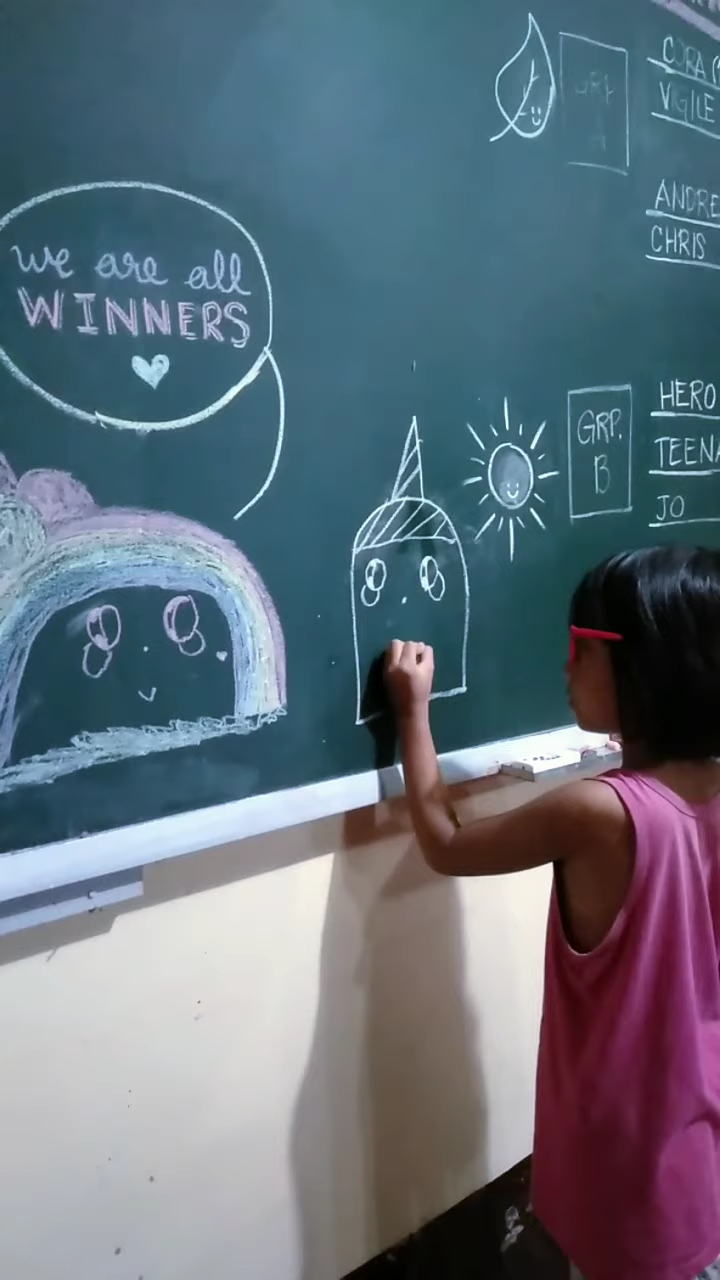 we are all
WINNERS
CORA
VIGILE
ANDRE
CHRIS
GRP.
B
HERO
TEENA
JO